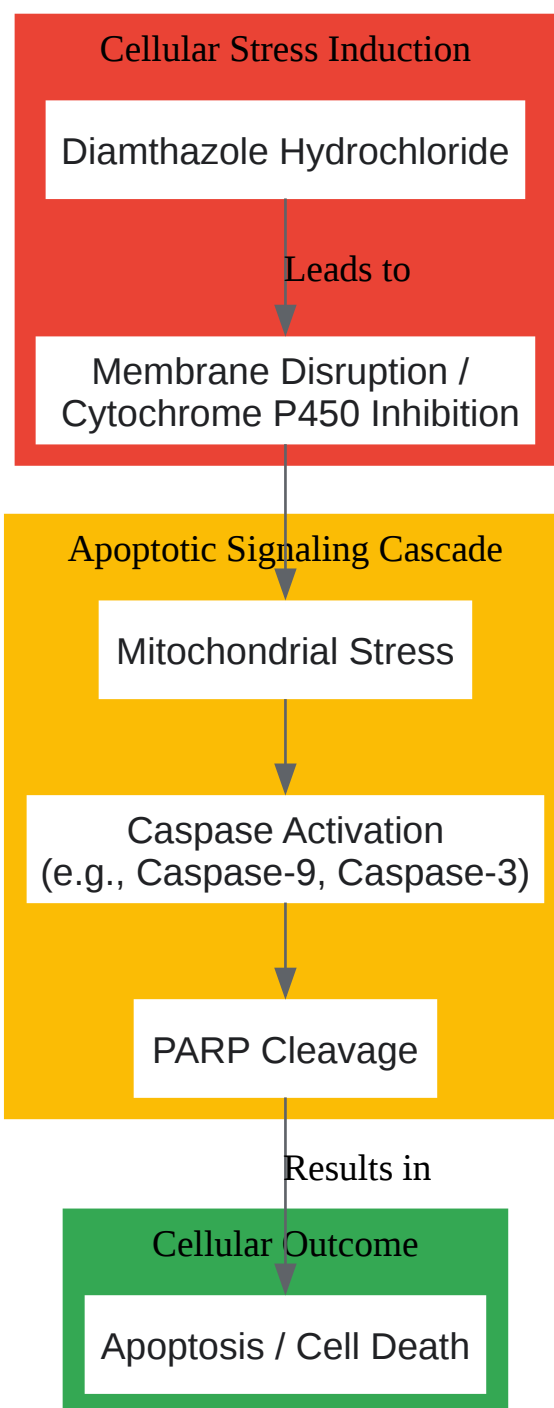 Cellular Stress Induction
Diamthazole Hydrochloride
Leads to
Membrane Disruption /
Cytochrome P450 Inhibition
Apoptotic Signaling Cascade
Mitochondrial Stress
Caspase Activation
(e.g., Caspase-9, Caspase-3)
PARP Cleavage
Results in
Cellular Outcome
Apoptosis / Cell Death